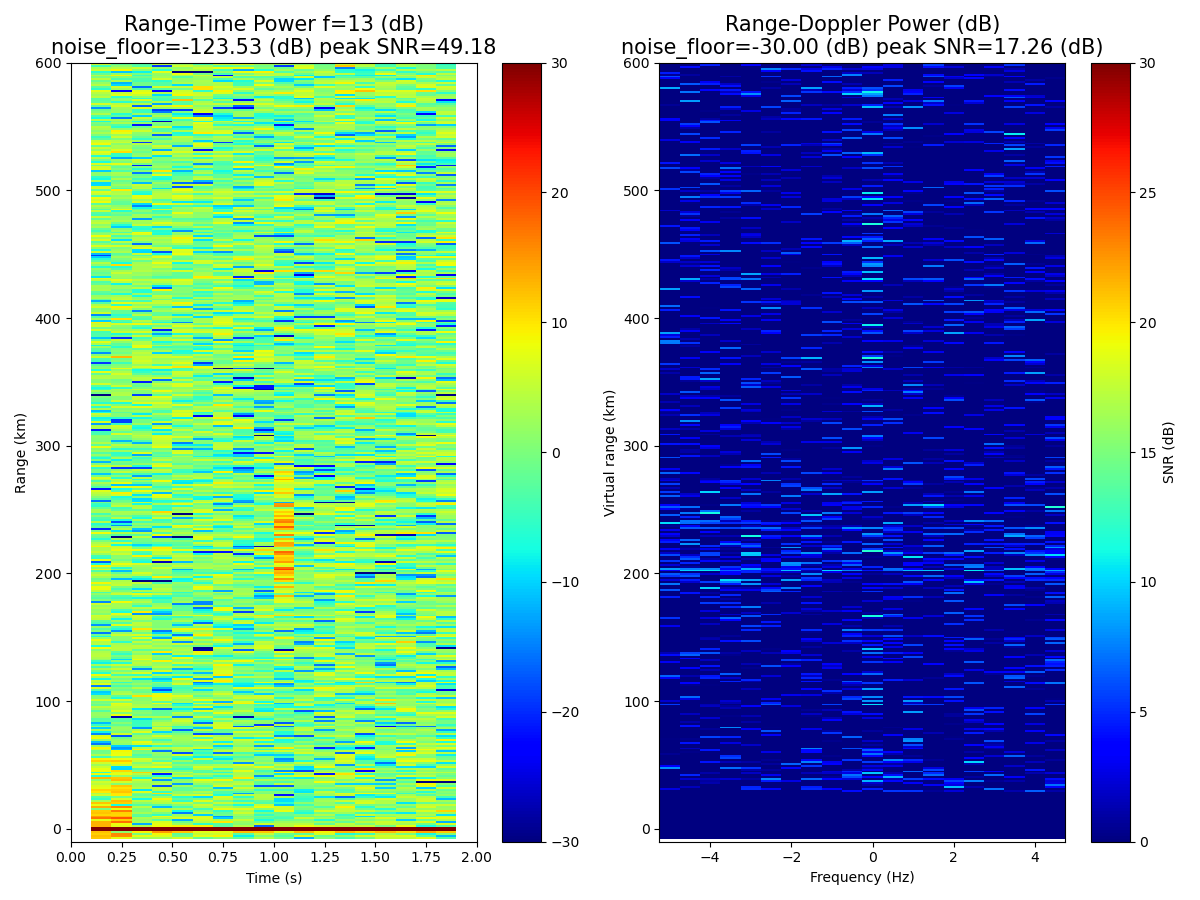 Range-Time Power f=13 (dB)
noise_floor=-123.53 (dB) peak SNR=49.18
600
500
400
300
200
100
0
Range (km)
0.00 0.25 0.50 0.75 1.00 1.25 1.50 1.75 2.00
Time (s)
30
20
10
0
−10
−20
−30
Range-Doppler Power (dB)
noise_floor=-30.00 (dB) peak SNR=17.26 (dB)
600
500
400
300
200
100
0
Virtual range (km)
−4 −2 0 2 4
Frequency (Hz)
30
25
20
15
10
5
0
SNR (dB)